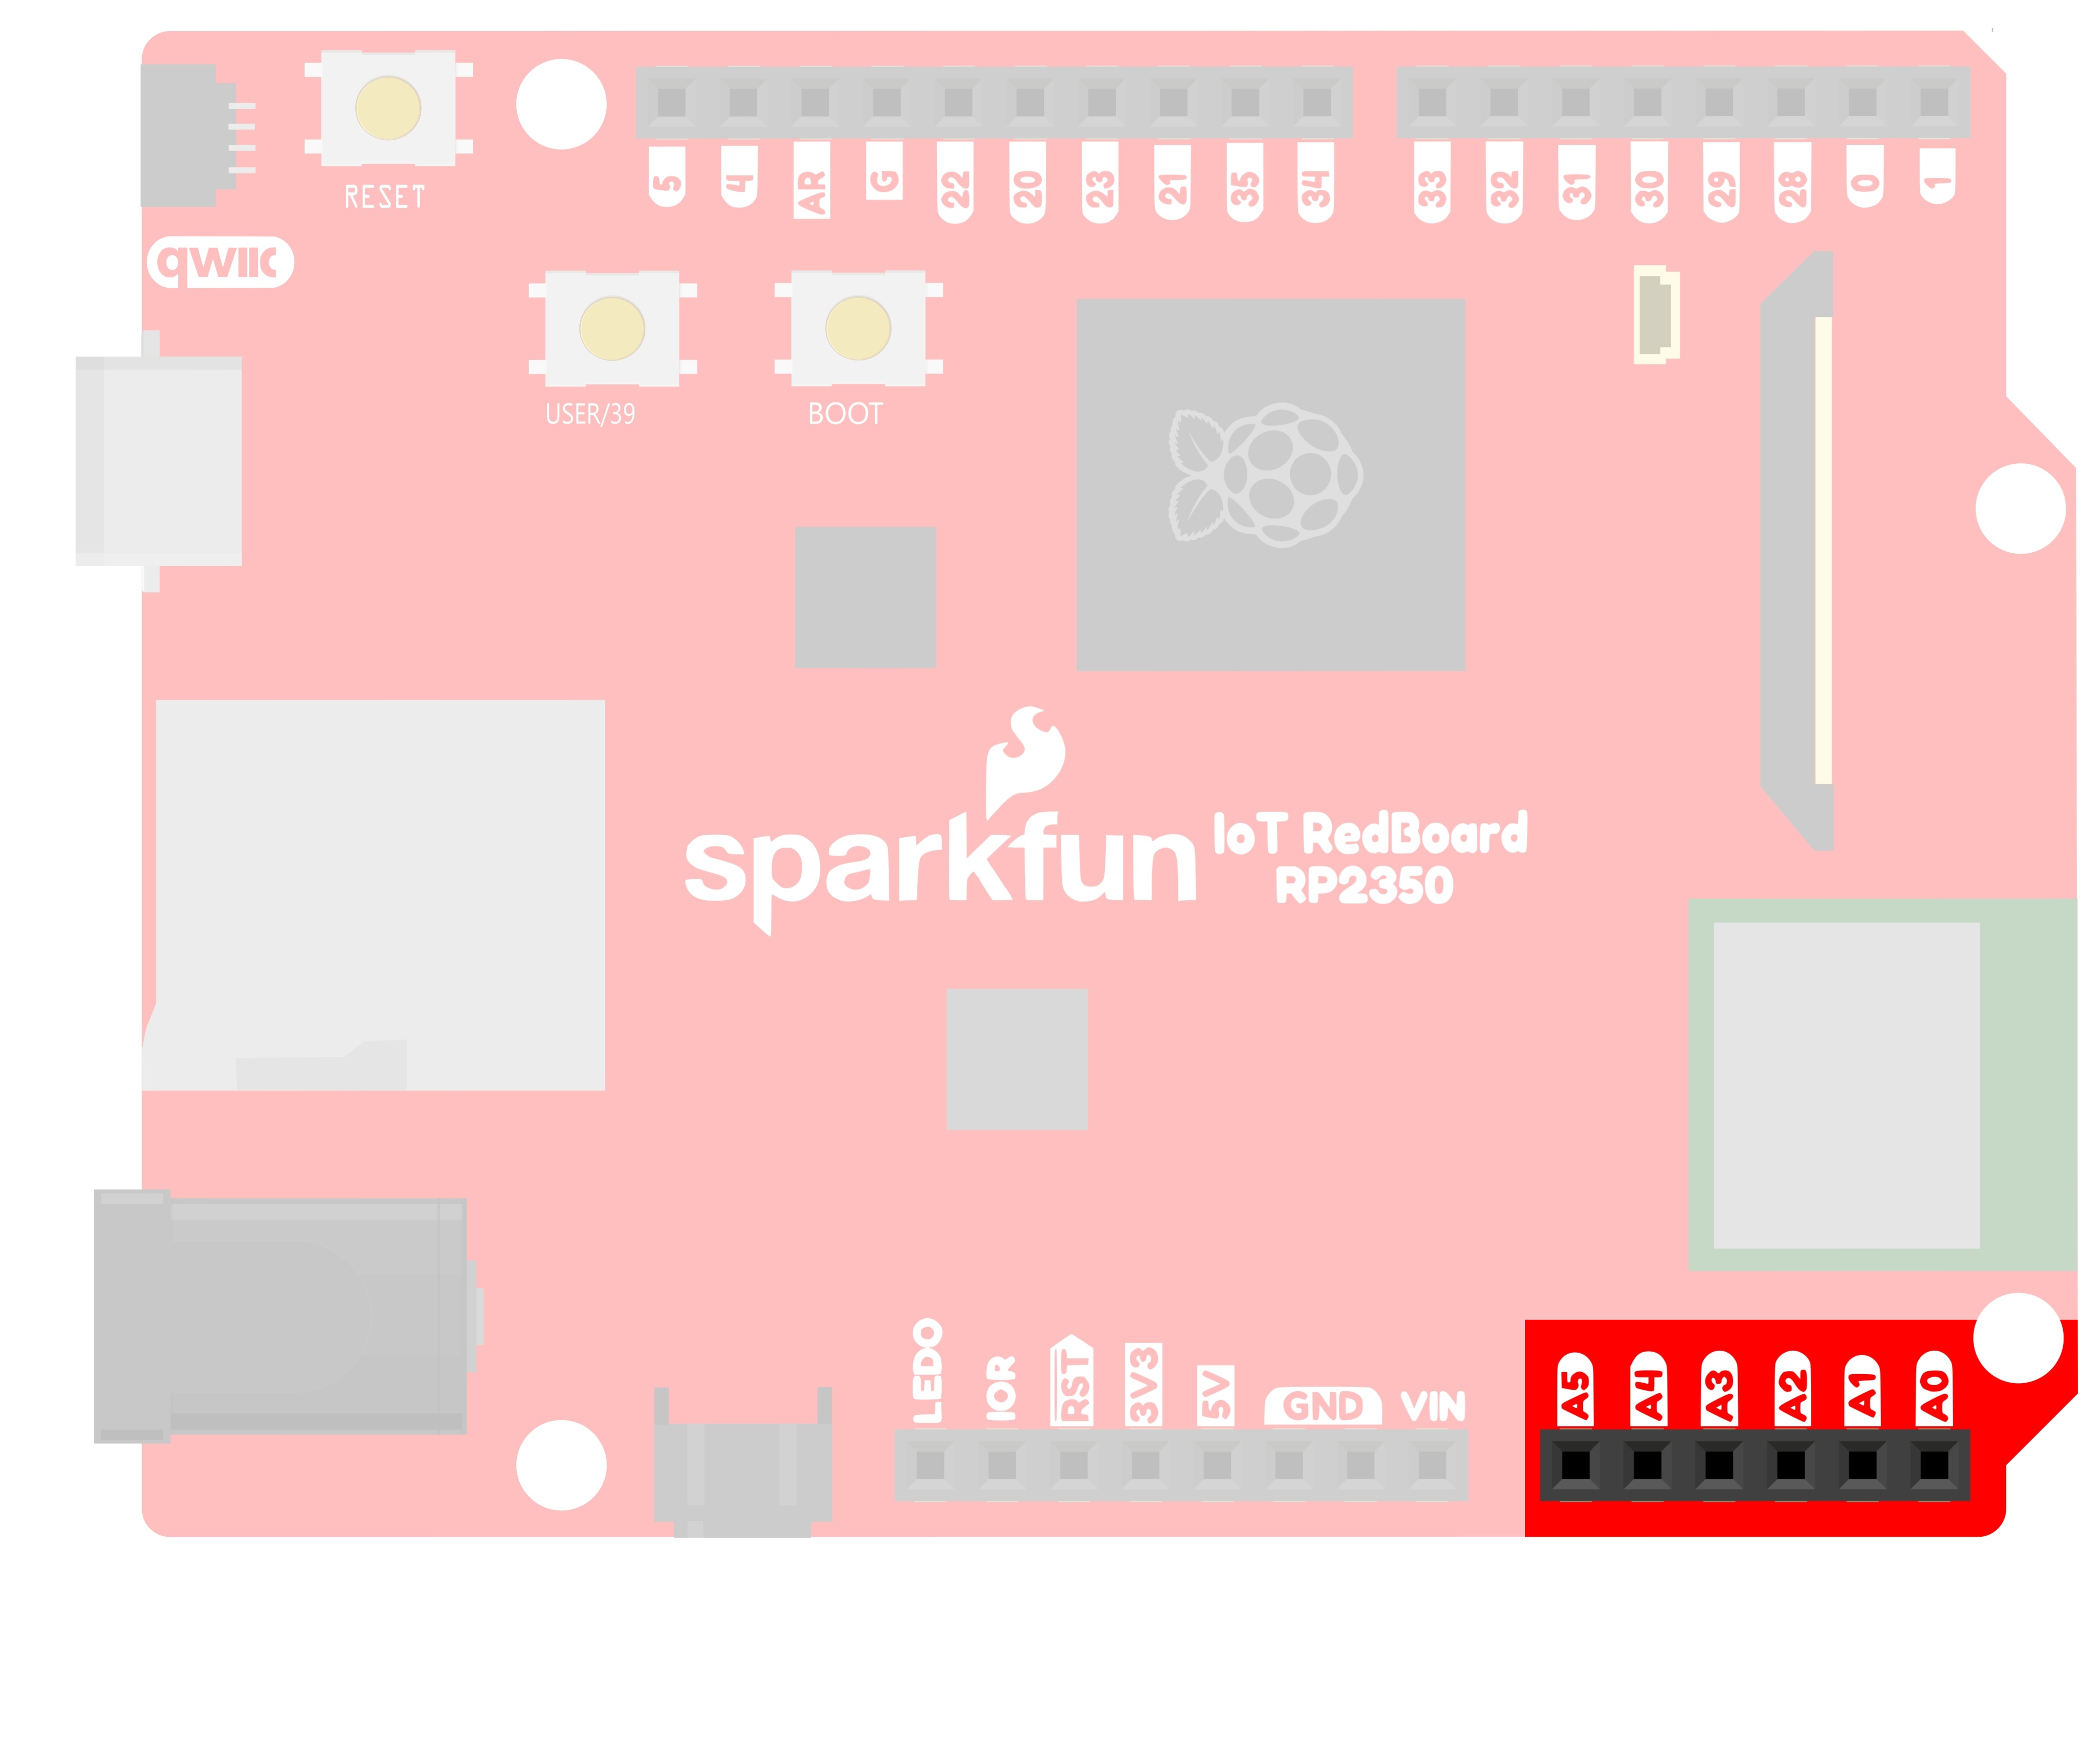 RESET
5
4
AR
G
22
20
23
21
35
34
33
32
31
30
29
28
0
1
qwiic
USER/39
BOOT
sparkfun
IoT RedBoard
RP2350
LEDO
IOR
RST
3V3
5V
GND
VIN
A5
A4
A3
A2
A1
A0